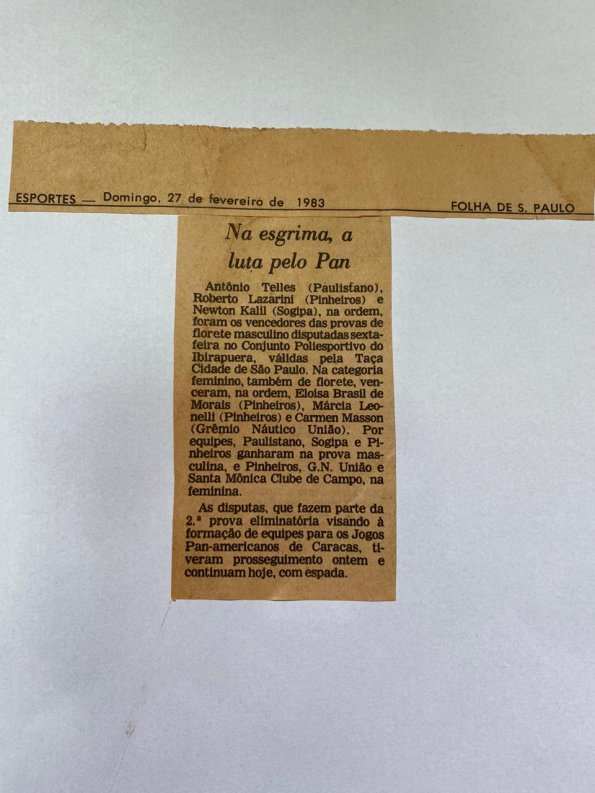 ESPORTES — Domingo, 27 de fevereiro de 1983 FOLHA DE S. PAULO
Na esgrima, a
luta pelo Pan
Antônio Telles (Paulistano),
Roberto Lazarini (Pinheiros) e
Newton Kalil (Sogipa), na ordem,
foram os vencedores das provas de
florete masculino disputadas sexta-
feira no Conjunto Poliesportivo do
Ibirapuera, válidas pela Taça
Cidade de São Paulo. Na categoria
feminino, também de florete, ven-
ceram, na ordem, Eloisa Brasil de
Morais (Pinheiros), Márcia Leo-
nelli (Pinheiros) e Carmen Masson
(Grêmio Náutico União). Por
equipes, Paulistano, Sogipa e Pi-
nheiros ganharam na prova mas-
culina, e Pinheiros, G.N. União e
Santa Mônica Clube de Campo, na
feminina.
As disputas, que fazem parte da
2.ª prova eliminatória visando à
formação de equipes para os Jogos
Pan-americanos de Caracas, ti-
veram prosseguimento ontem e
continuam hoje, com espada.